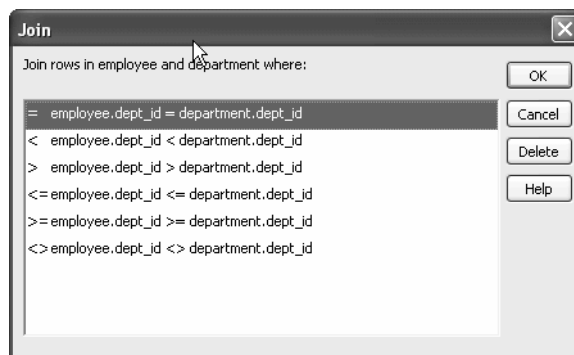 Join
Join rows in employee and department where:
OK
= employee.dept_id = department.dept_id
Cancel
< employee.dept_id < department.dept_id
> employee.dept_id > department.dept_id
Delete
<= employee.dept_id <= department.dept_id
Help
>= employee.dept_id >= department.dept_id
<> employee.dept_id <> department.dept_id